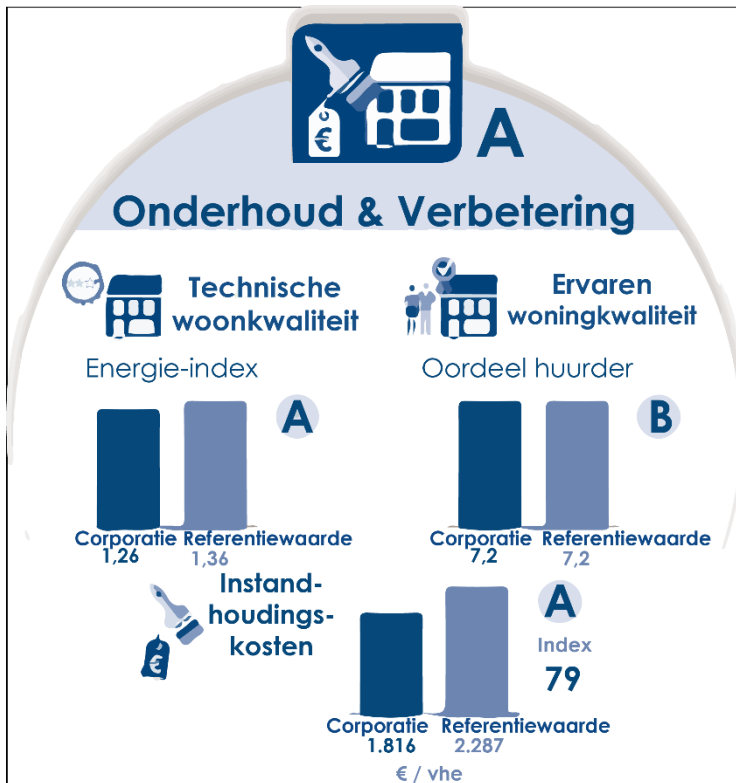 €
A
Onderhoud & Verbetering
Technische
woonkwaliteit
Energie-index
A
Corporatie Referentiewaarde
1,26 1,36
Ervaren
woningkwaliteit
Oordeel huurder
B
Corporatie Referentiewaarde
7,2 7,2
€
Instand-
houdings-
kosten
A
Index
79
Corporatie Referentiewaarde
1.816 2.287
€ / vhe